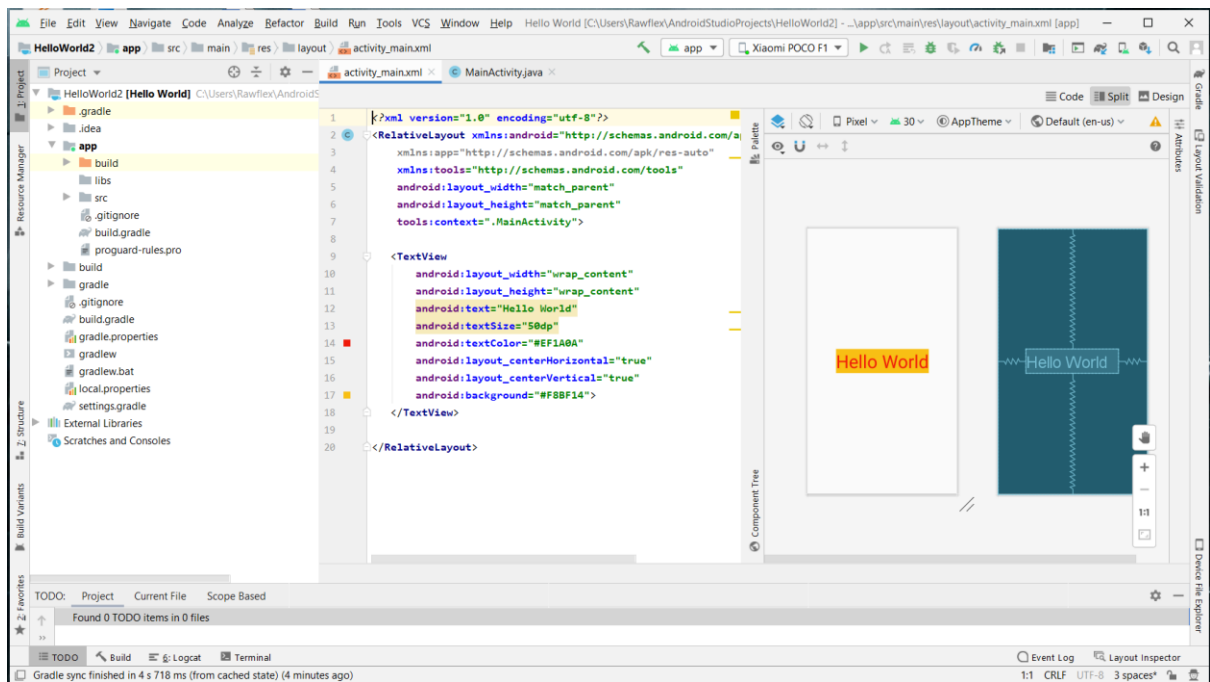 File Edit View Navigate Code Analyze Refactor Build Run Tools VCS Window Help Hello World [C:\Users\Rawflex\AndroidStudioProjects\HelloWorld2] - ...\app\src\main\res\layout\activity_main.xml [app]
HelloWorld2 app src main res layout activity_main.xml app Xiaomi POCO F1
Project activity_main.xml MainActivity.java
HelloWorld2 [Hello World] C:\Users\Rawflex\AndroidS
.gradle
.idea
app
build
libs
src
.gitignore
build.gradle
proguard-rules.pro
build
gradle
.gitignore
build.gradle
gradle.properties
gradlew
gradlew.bat
local.properties
settings.gradle
External Libraries
Scratches and Consoles
1 <?xml version="1.0" encoding="utf-8"?>
2 <RelativeLayout xmlns:android="http://schemas.android.com/a
3 xmlns:app="http://schemas.android.com/apk/res-auto"
4 xmlns:tools="http://schemas.android.com/tools"
5 android:layout_width="match_parent"
6 android:layout_height="match_parent"
7 tools:context=".MainActivity">
8
9 <TextView
10 android:layout_width="wrap_content"
11 android:layout_height="wrap_content"
12 android:text="Hello World"
13 android:textSize="50dp"
14 android:textColor="#EF1A0A"
15 android:layout_centerHorizontal="true"
16 android:layout_centerVertical="true"
17 android:background="#F8BF14">
18 </TextView>
19
20 </RelativeLayout>
Code Split Design
Pixel 30 AppTheme Default (en-us)
Hello World
Hello World
1:1
1: Project
Resource Manager
Z: Structure
Build Variants
2: Favorites
Palette
Component Tree
Attributes
Gradle
Layout Validation
Device File Explorer
TODO: Project Current File Scope Based
Found 0 TODO items in 0 files
TODO Build 6: Logcat Terminal Event Log Layout Inspector
Gradle sync finished in 4 s 718 ms (from cached state) (4 minutes ago) 1:1 CRLF UTF-8 3 spaces*